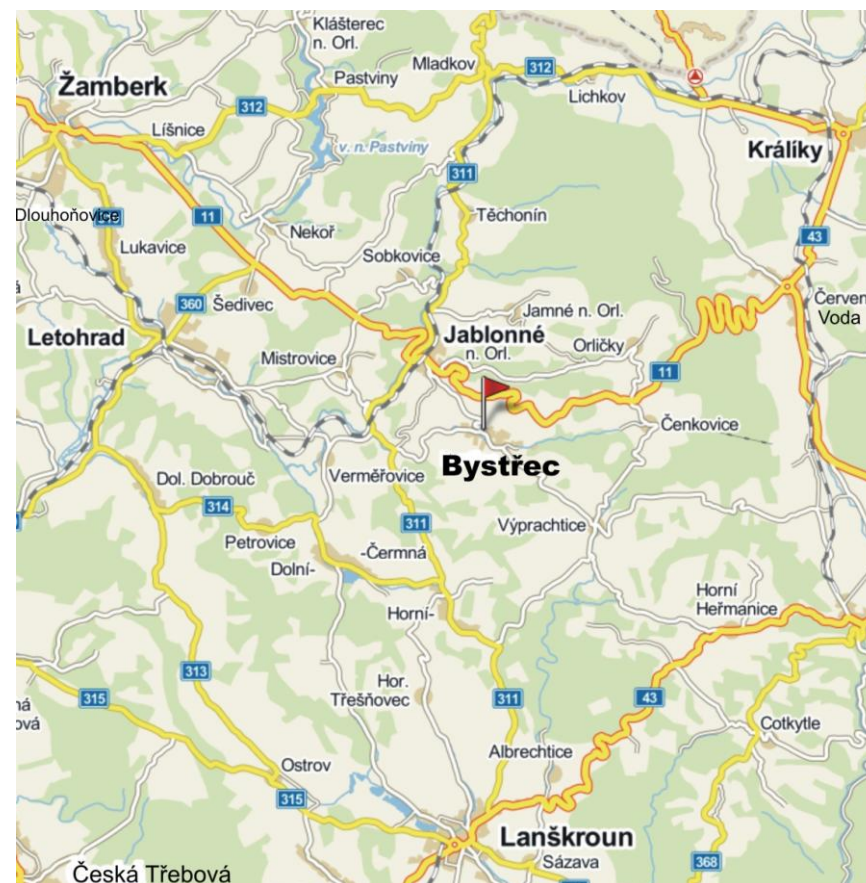 Klášterec
n. Orl.
Mladkov
312
Pastviny
Lichkov
Žamberk
312
Líšnice
v. n. Pastviny
Králíky
311
Dlouhoňovice
11
Těchonín
43
Lukavice
Nekoř
Sobkovice
360
Šedivec
Jamné n. Orl.
Červen
Voda
Letohrad
Jablonné
n. Orl.
Orličky
Mistrovice
11
Čenkovice
Bystřec
Dol. Dobrouč
Verměřovice
314
311
Výprachtice
Petrovice
-Čermná
Dolní-
Horní
Heřmanice
Horní-
313
Hor.
Třešňovec
315
311
43
ná
ová
Cotkytle
Albrechtice
Ostrov
315
Lanškroun
Sázava
368
Česká Třebová